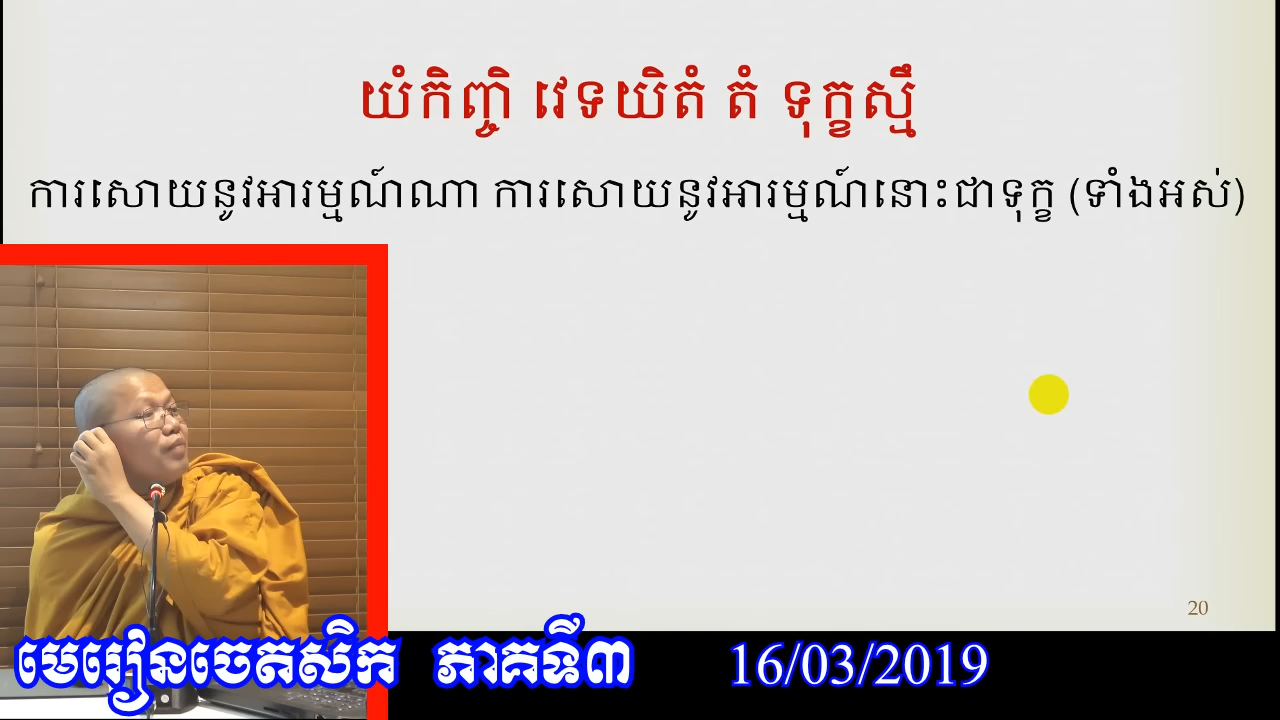 យំកិញ្ចិ វេទយិតំ តំ ទុក្ខស្មឹ
ការសោយនូវអារម្មណ៍ណា ការសោយនូវអារម្មណ៍នោះជាទុក្ខ (ទាំងអស់)
20
មេរៀនចេតសិក ភាគទី៣ 16/03/2019